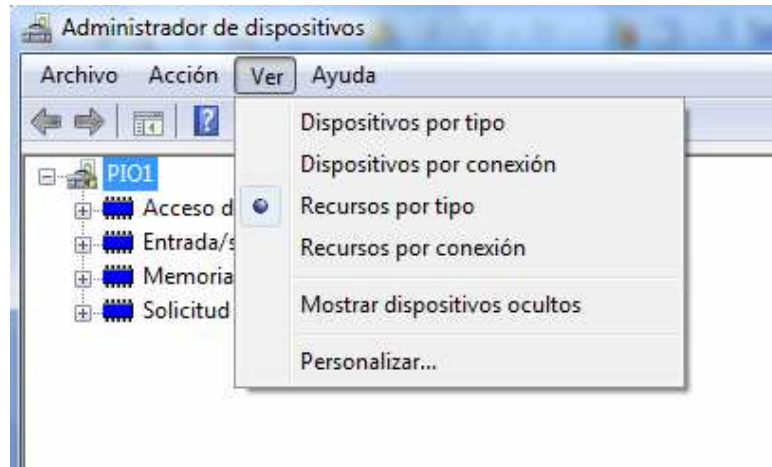 Administrador de dispositivos
Archivo Acción Ver Ayuda
Dispositivos por tipo
Dispositivos por conexión
Recursos por tipo
Recursos por conexión
Mostrar dispositivos ocultos
Personalizar...
PIO1
Acceso d
Entrada/s
Memoria
Solicitud